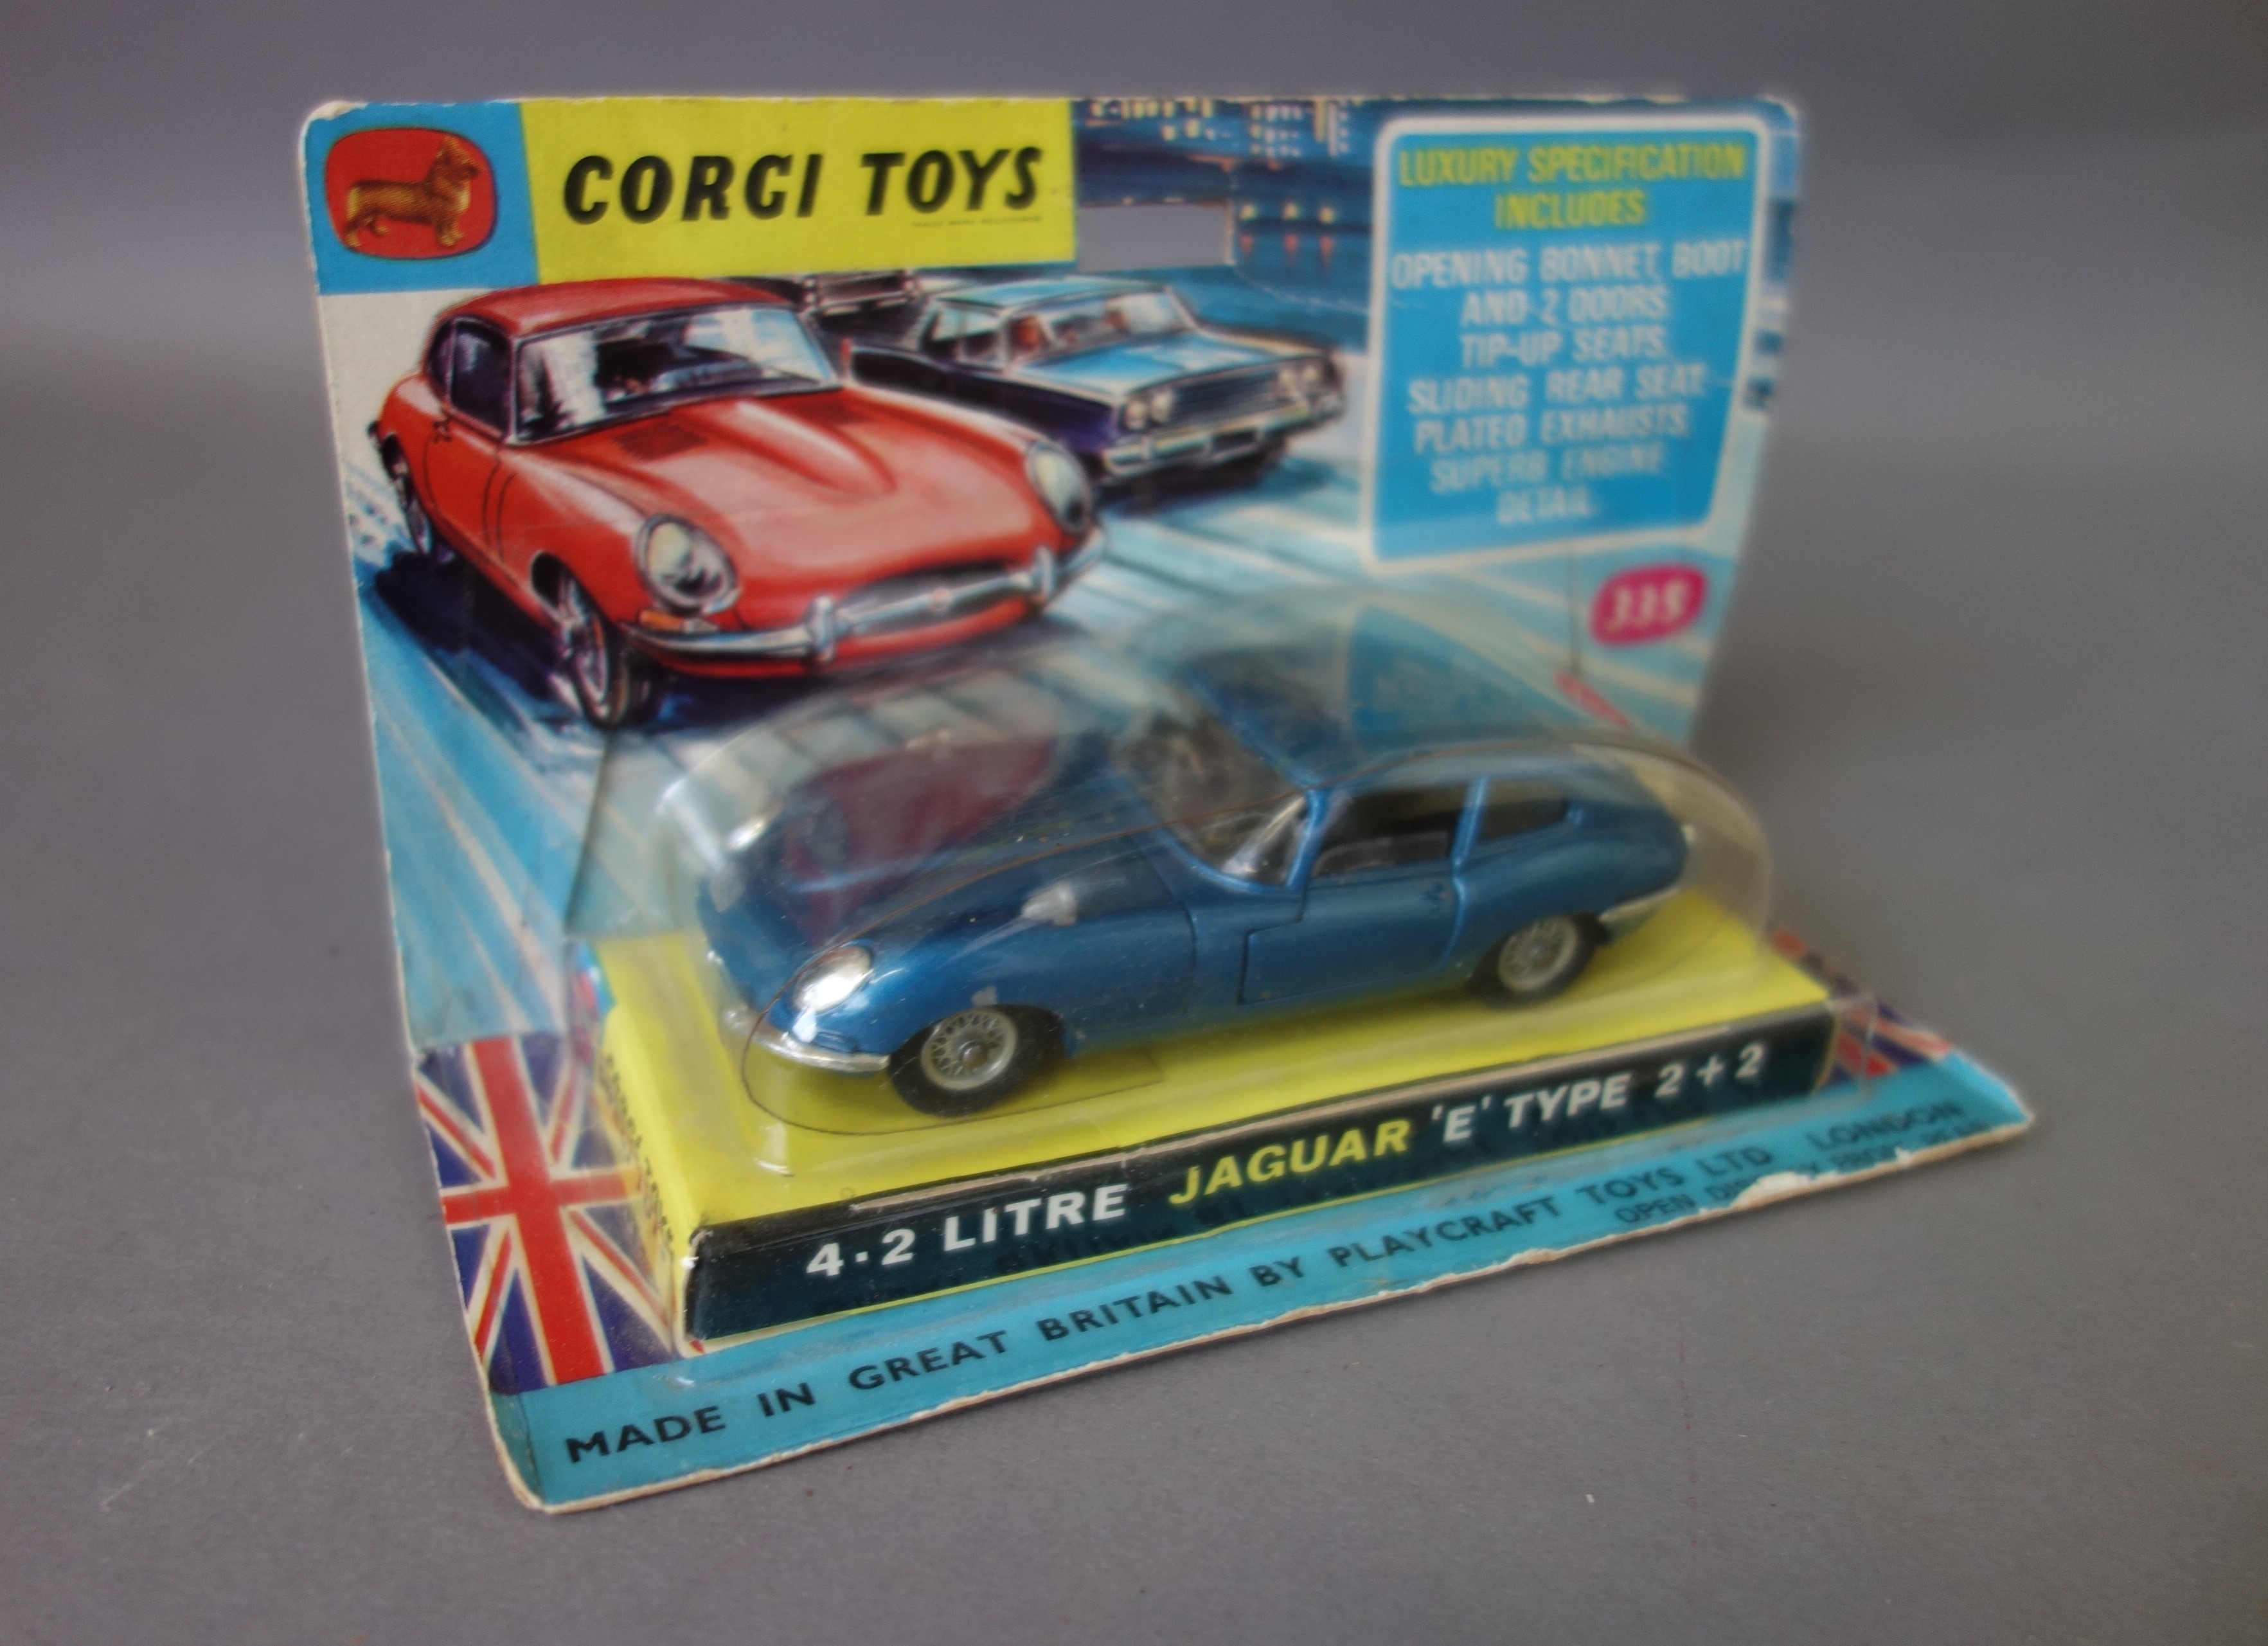 CORGI TOYS
LUXURY SPECIFICATION
INCLUDES
OPENING BONNET, BOOT
AND 2 DOORS.
TIP-UP SEATS.
SLIDING REAR SEAT.
PLATED EXHAUSTS.
SUPERB ENGINE
DETAIL.
335
4·2 LITRE JAGUAR 'E' TYPE 2+2
MADE IN GREAT BRITAIN BY PLAYCRAFT TOYS LTD LONDON
OPEN